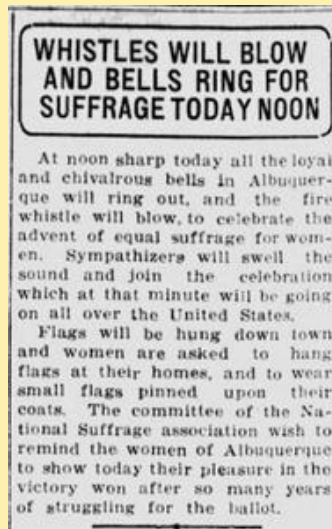 WHISTLES WILL BLOW
AND BELLS RING FOR
SUFFRAGE TODAY NOON
At noon sharp today all the loyal
and chivalrous bells in Albuquer-
que will ring out, and the fire
whistle will blow, to celebrate the
advent of equal suffrage for wom-
en. Sympathizers will swell the
sound and join the celebration
which at that minute will be going
on all over the United States.
Flags will be hung down town
and women are asked to hang
flags at their homes, and to wear
small flags pinned upon their
coats. The committee of the Na-
tional Suffrage association wish to
remind the women of Albuquerque
to show today their pleasure in the
victory won after so many years
of struggling for the ballot.